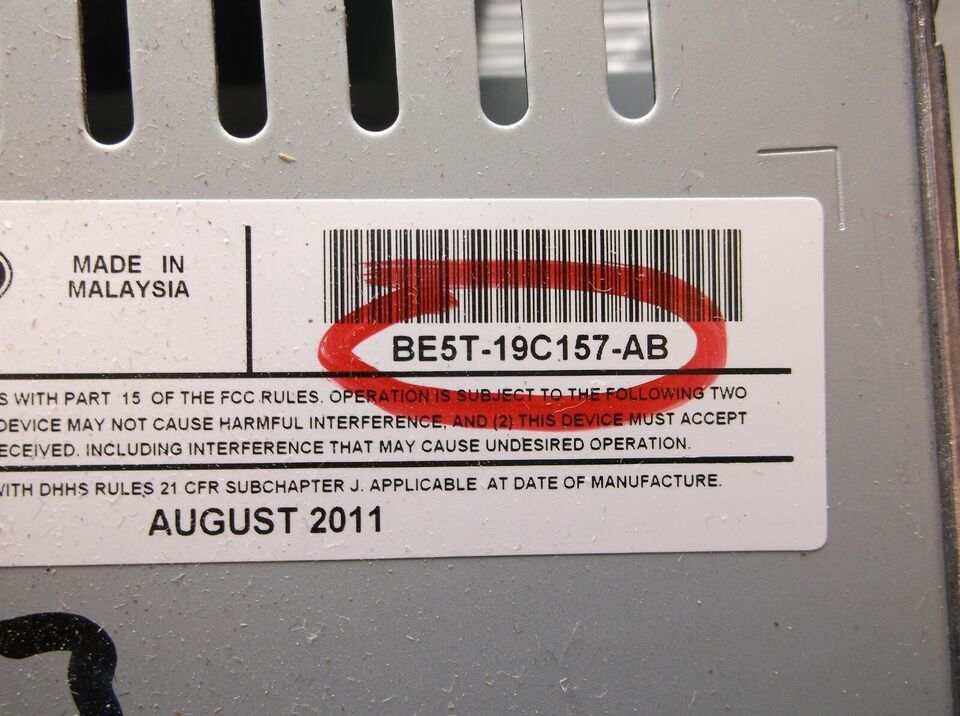 MADE IN
MALAYSIA
BE5T-19C157-AB
S WITH PART 15 OF THE FCC RULES. OPERATION IS SUBJECT TO THE FOLLOWING TWO
DEVICE MAY NOT CAUSE HARMFUL INTERFERENCE, AND (2) THIS DEVICE MUST ACCEPT
ECEIVED. INCLUDING INTERFERENCE THAT MAY CAUSE UNDESIRED OPERATION.
WITH DHHS RULES 21 CFR SUBCHAPTER J. APPLICABLE AT DATE OF MANUFACTURE.
AUGUST 2011